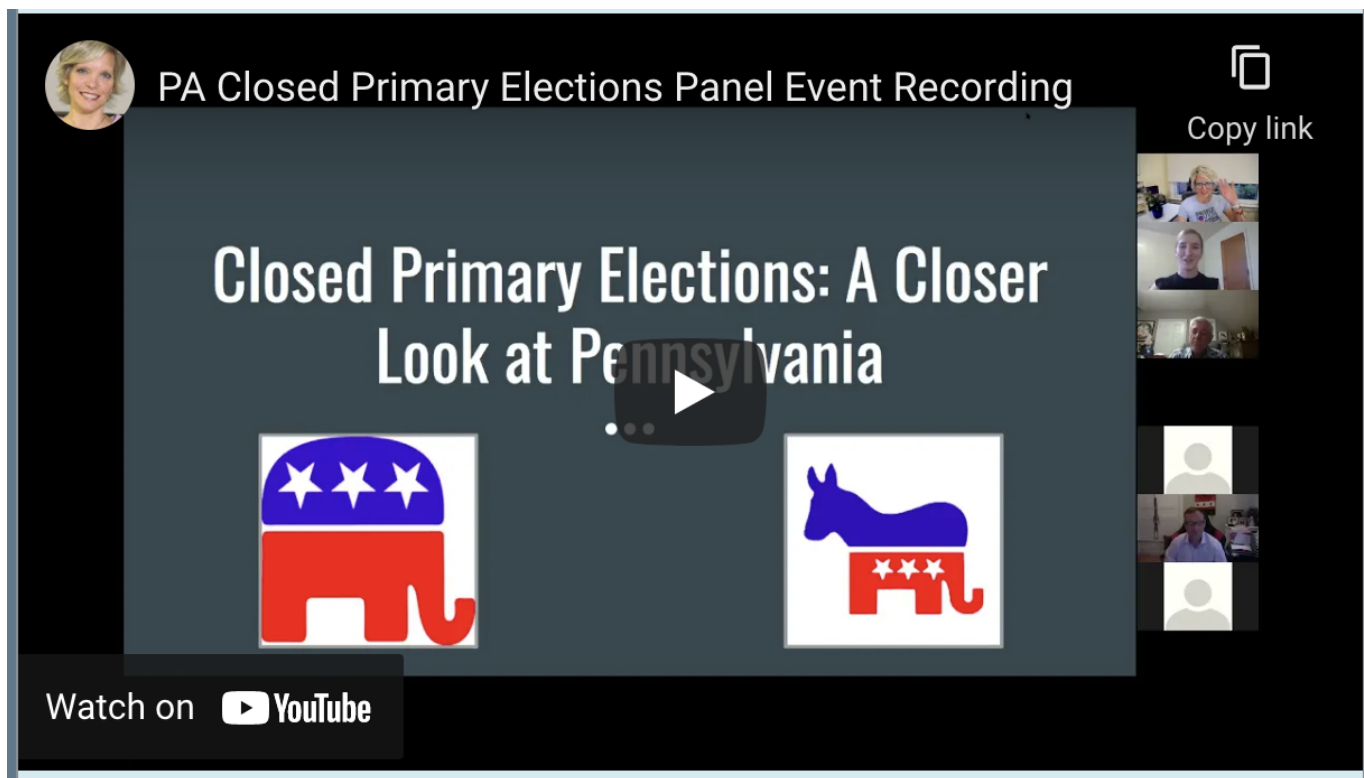 PA Closed Primary Elections Panel Event Recording
Copy link
Closed Primary Elections: A Closer
Look at Pennsylvania
Watch on YouTube